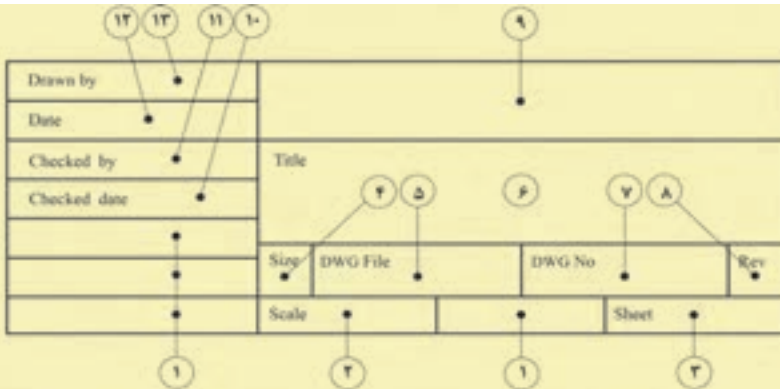 ۱۲ ۱۳ ۱۱ ۱۰ ۹
Drawn by
Date
Checked by
Title
Checked date
۴ ۵ ۶ ۷ ۸
Size DWG File DWG No Rev
Scale Sheet
۱ ۲ ۱ ۳